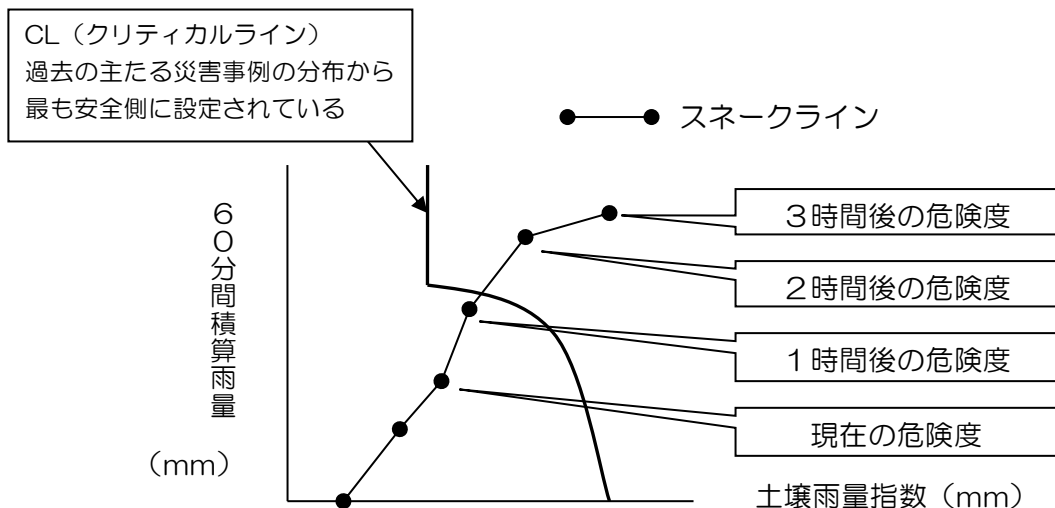 CL（クリティカルライン）
過去の主たる災害事例の分布から
最も安全側に設定されている
スネークライン
６０分間積算雨量
（mm）
３時間後の危険度
２時間後の危険度
１時間後の危険度
現在の危険度
土壌雨量指数（mm）